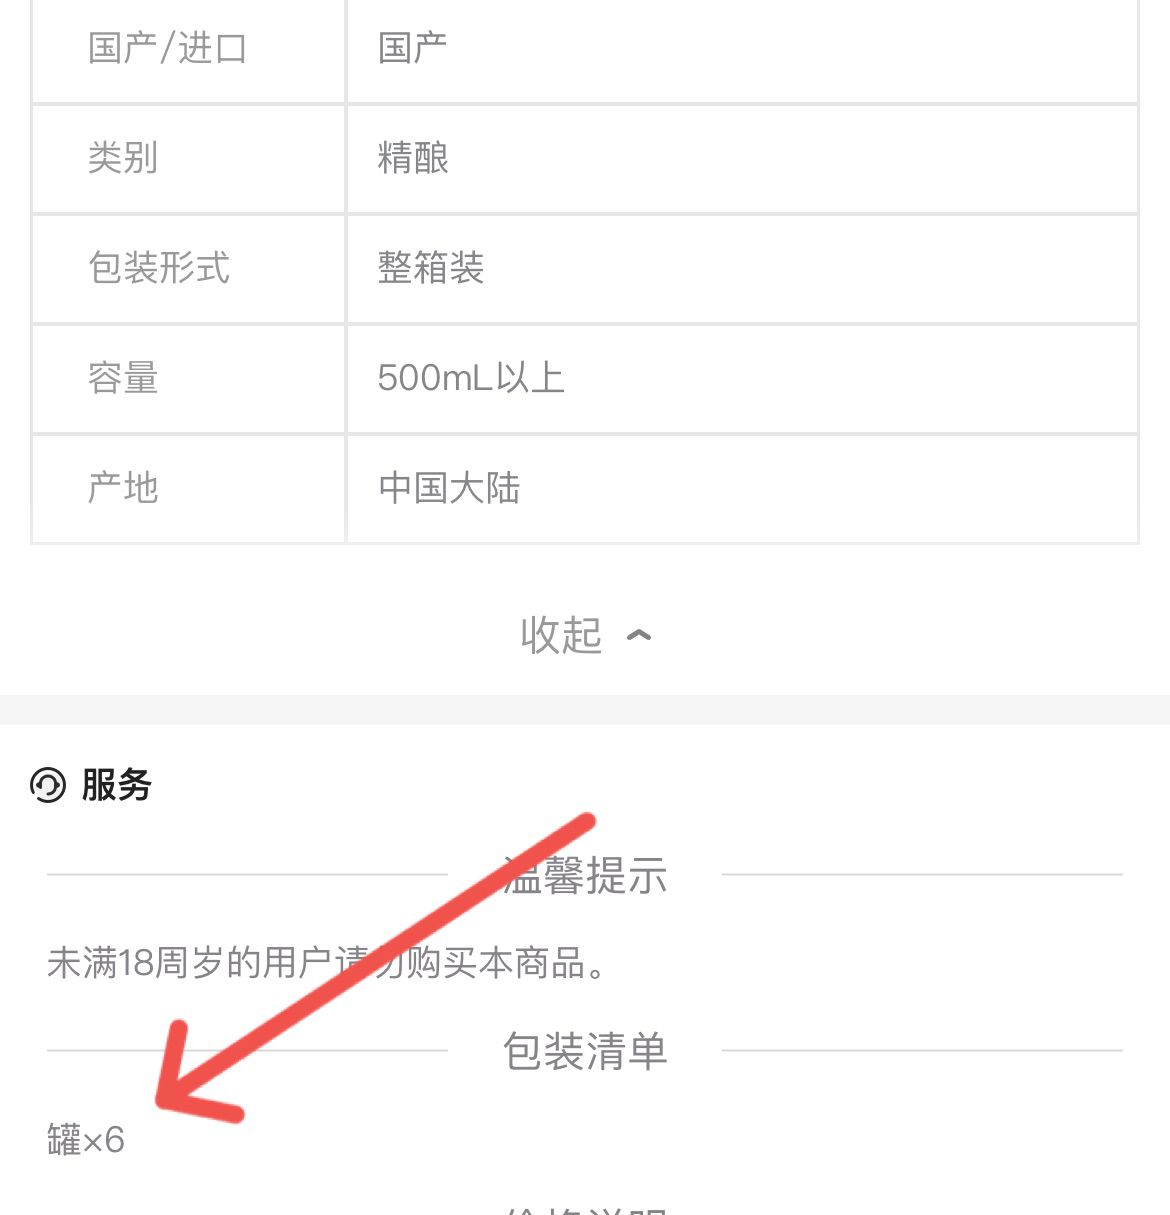 国产/进口 国产
类别 精酿
包装形式 整箱装
容量 500mL以上
产地 中国大陆
收起
服务
温馨提示
未满18周岁的用户请勿购买本商品。
包装清单
罐×6